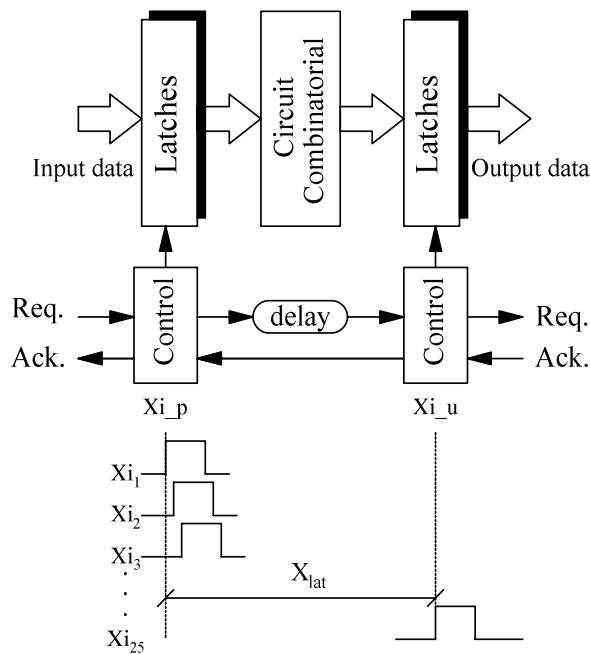 Latches
Circuit
Combinatorial
Latches
Input data
Output data
Req.
Control
delay
Control
Req.
Ack.
Ack.
Xi_p
Xi_u
Xi1
Xi2
Xi3
Xlat
Xi25